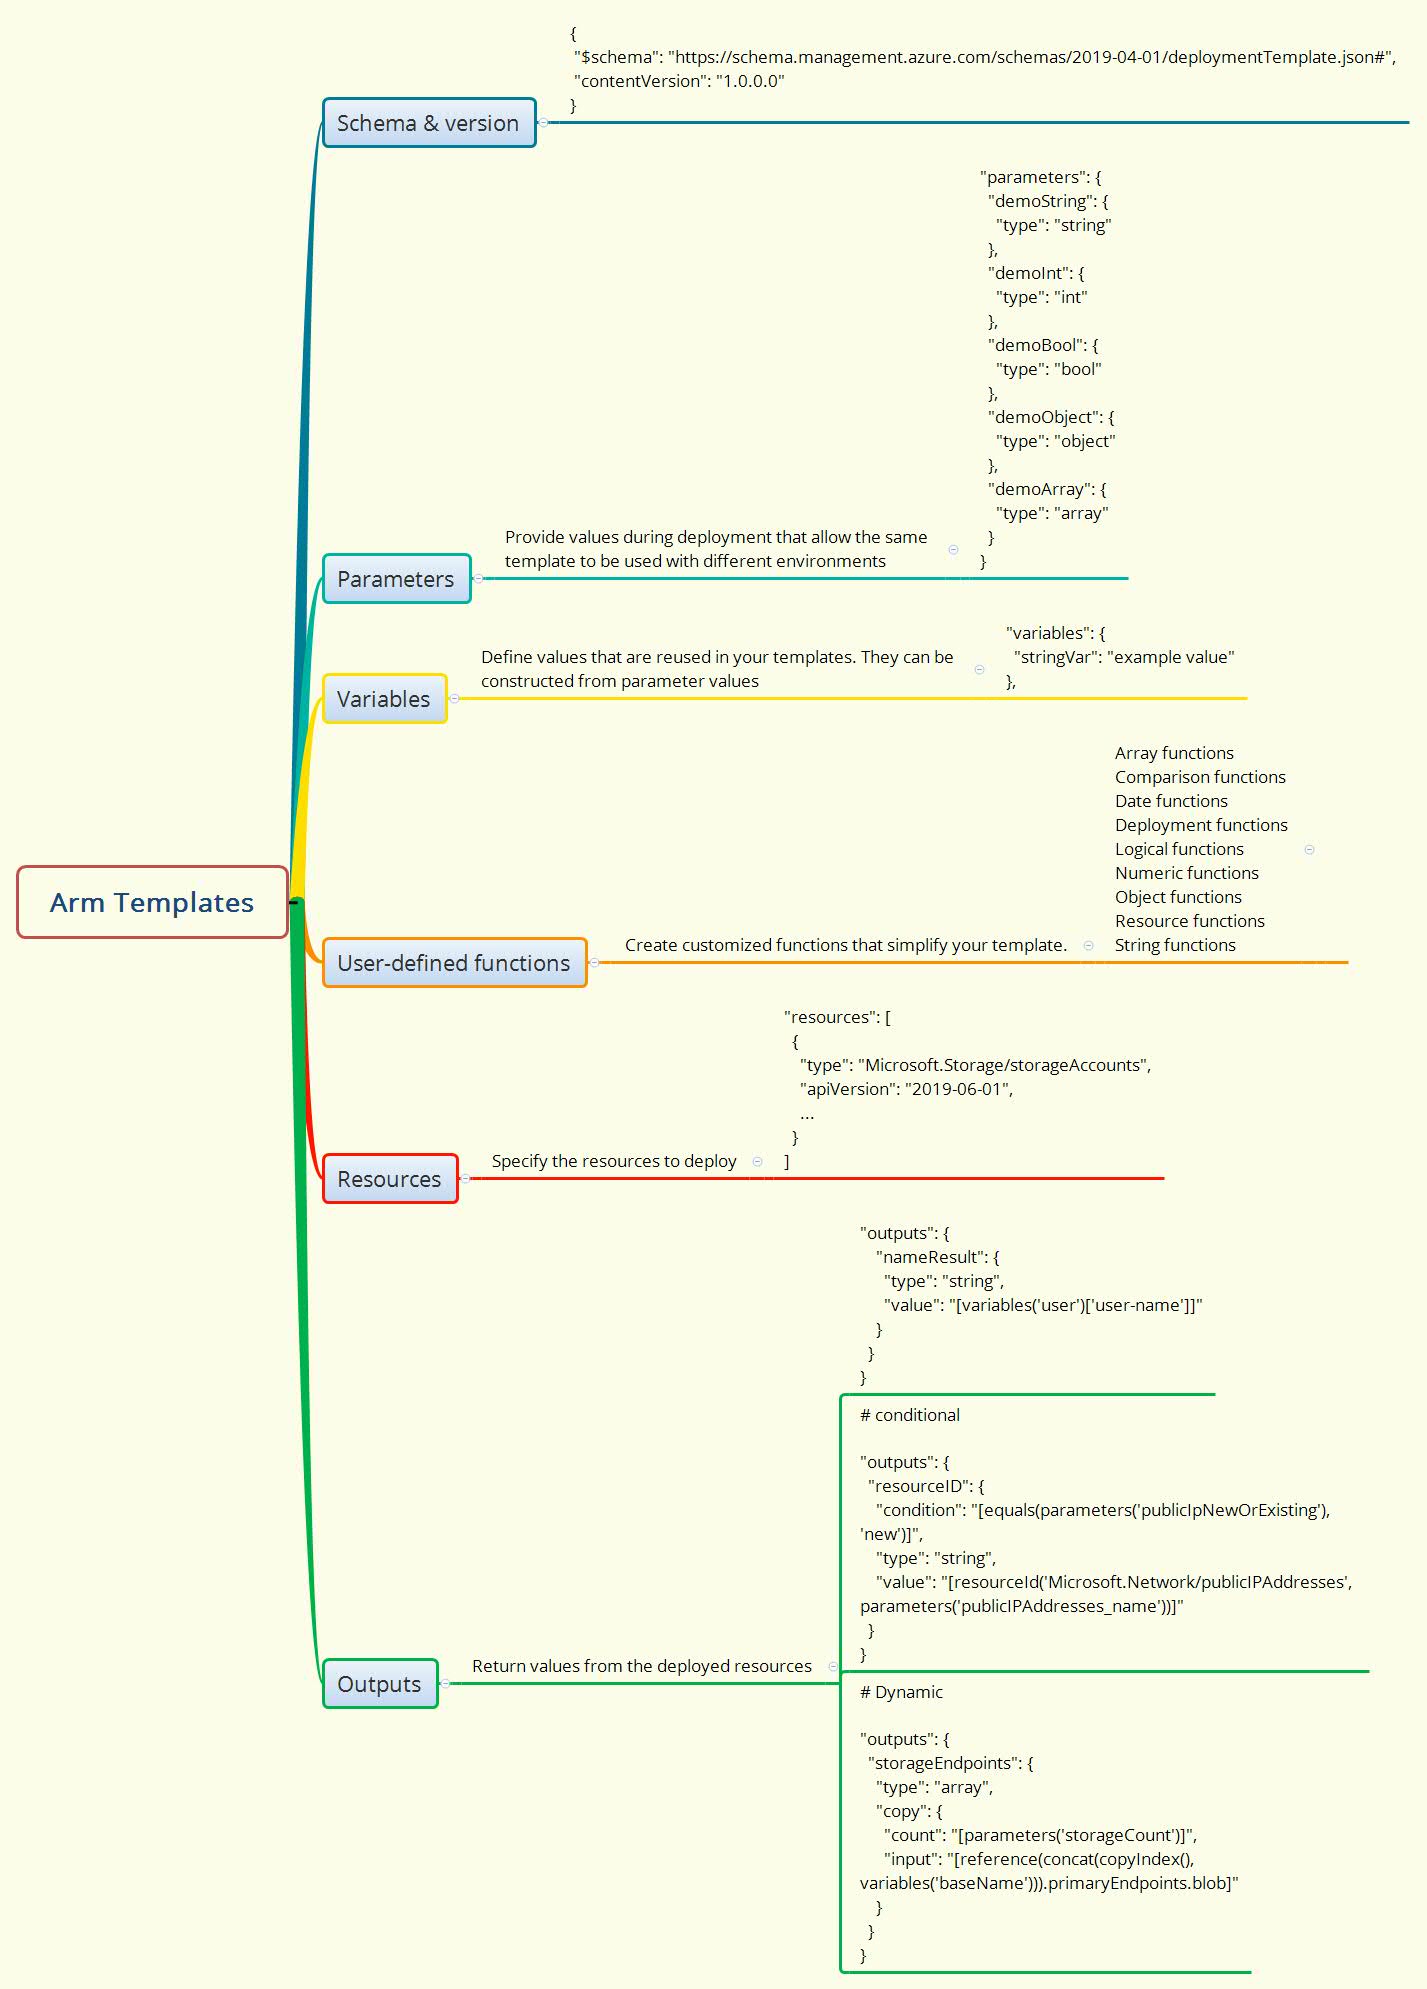 Arm Templates
Schema & version
{
"$schema": "https://schema.management.azure.com/schemas/2019-04-01/deploymentTemplate.json#",
"contentVersion": "1.0.0.0"
}
Parameters
Provide values during deployment that allow the same
template to be used with different environments
"parameters": {
"demoString": {
"type": "string"
},
"demoInt": {
"type": "int"
},
"demoBool": {
"type": "bool"
},
"demoObject": {
"type": "object"
},
"demoArray": {
"type": "array"
}
}
Variables
Define values that are reused in your templates. They can be
constructed from parameter values
"variables": {
"stringVar": "example value"
},
User-defined functions
Create customized functions that simplify your template.
Array functions
Comparison functions
Date functions
Deployment functions
Logical functions
Numeric functions
Object functions
Resource functions
String functions
Resources
Specify the resources to deploy
"resources": [
{
"type": "Microsoft.Storage/storageAccounts",
"apiVersion": "2019-06-01",
...
}
]
Outputs
Return values from the deployed resources
"outputs": {
"nameResult": {
"type": "string",
"value": "[variables('user')['user-name']]"
}
}
}
# conditional
"outputs": {
"resourceID": {
"condition": "[equals(parameters('publicIpNewOrExisting'),
'new')]",
"type": "string",
"value": "[resourceId('Microsoft.Network/publicIPAddresses',
parameters('publicIPAddresses_name'))]"
}
}
# Dynamic
"outputs": {
"storageEndpoints": {
"type": "array",
"copy": {
"count": "[parameters('storageCount')]",
"input": "[reference(concat(copyIndex(),
variables('baseName'))).primaryEndpoints.blob]"
}
}
}